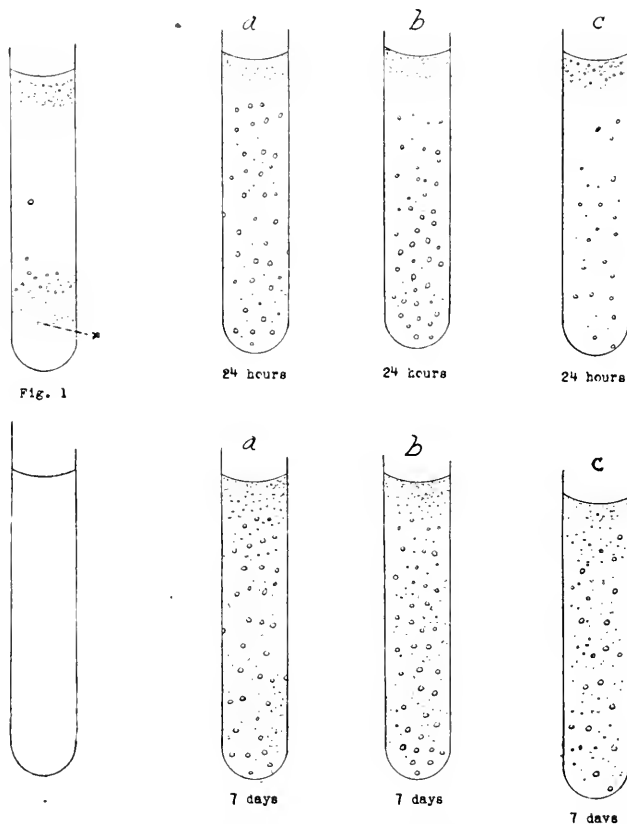 a b c
24 hours 24 hours 24 hours
Fig. 1
a b c
7 days 7 days
7 days